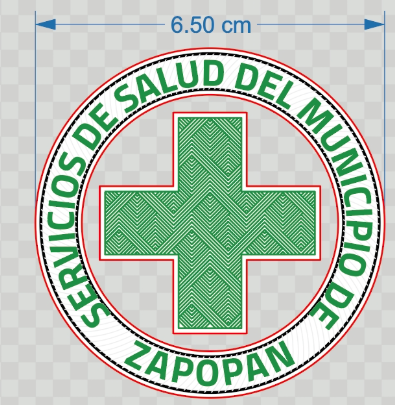 6.50 cm
SERVICIOS DE SALUD DEL MUNICIPIO DE
ZAPOPAN